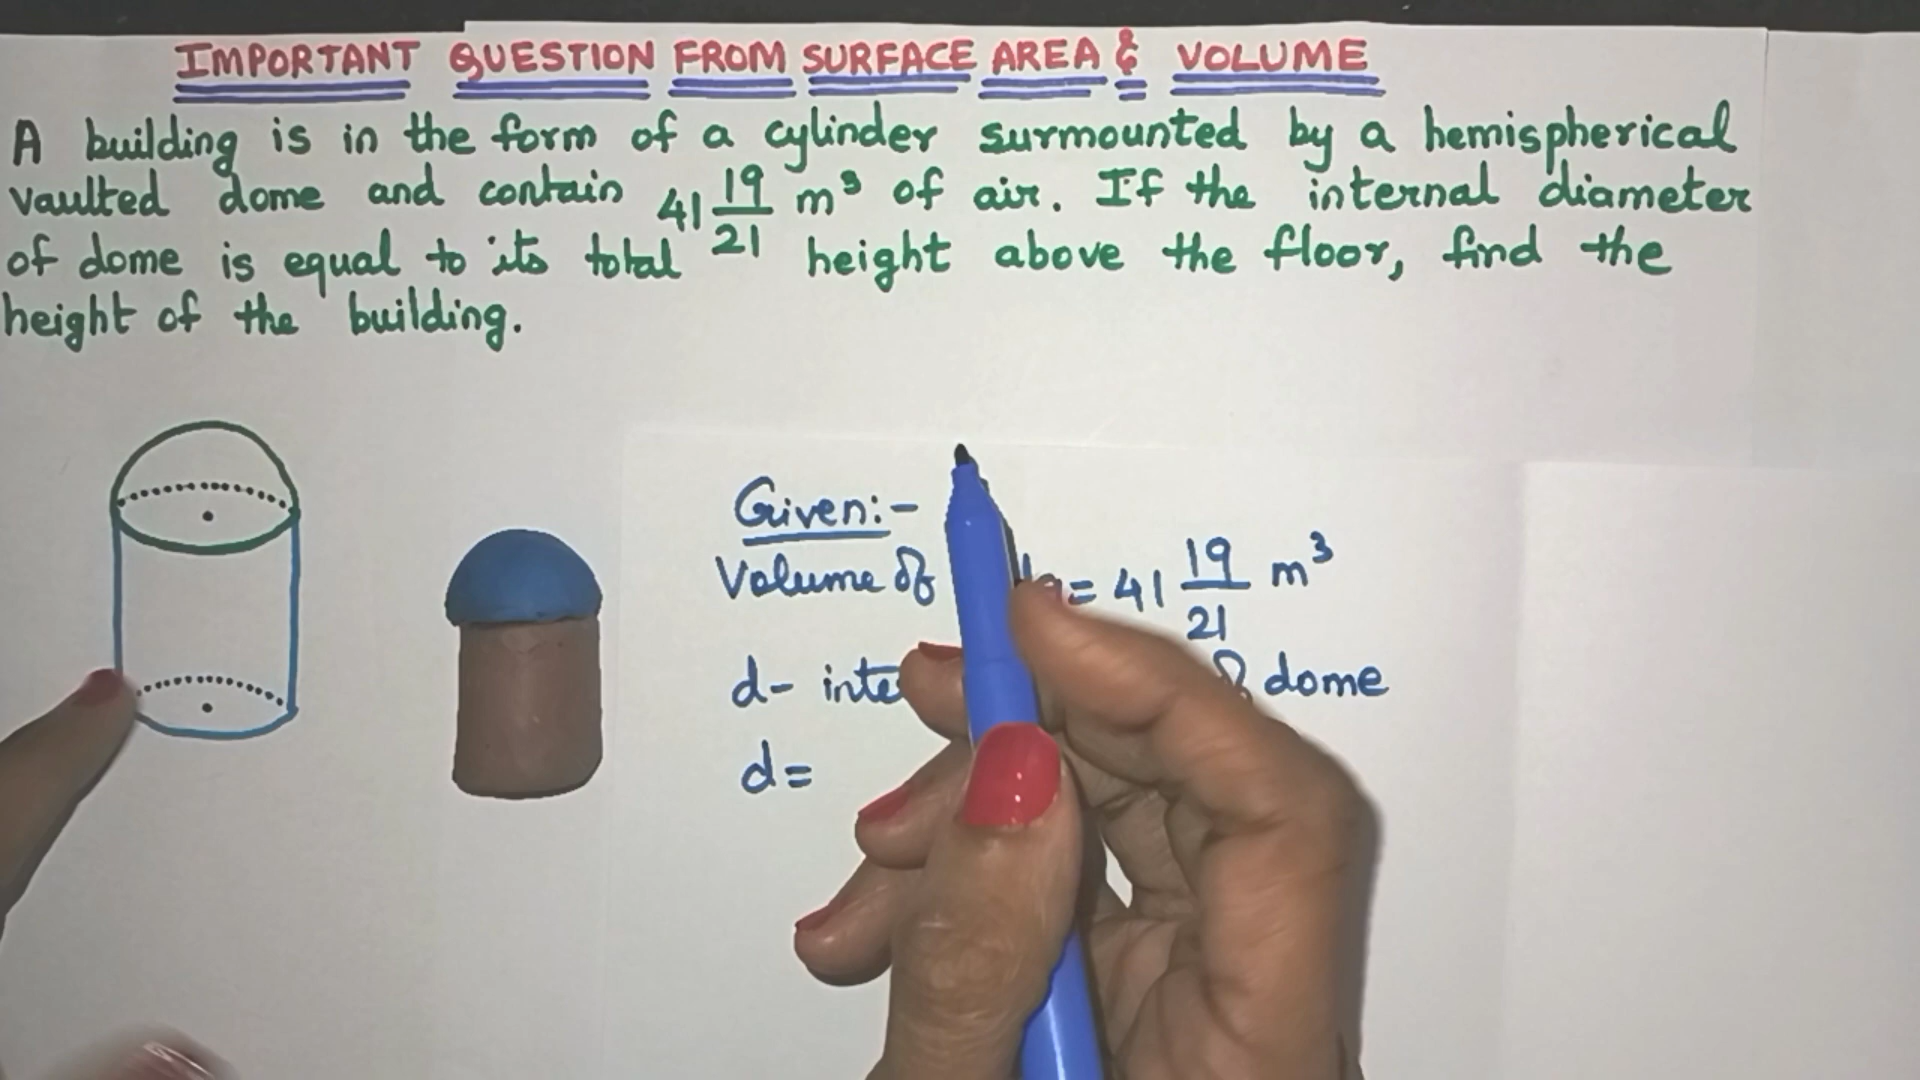 IMPORTANT QUESTION FROM SURFACE AREA & VOLUME
A building is in the form of a cylinder surmounted by a hemispherical
vaulted dome and contain 41 19/21 m³ of air. If the internal diameter
of dome is equal to its total height above the floor, find the
height of the building.
Given:-
Volume of = 41 19/21 m³
d- dome
d=